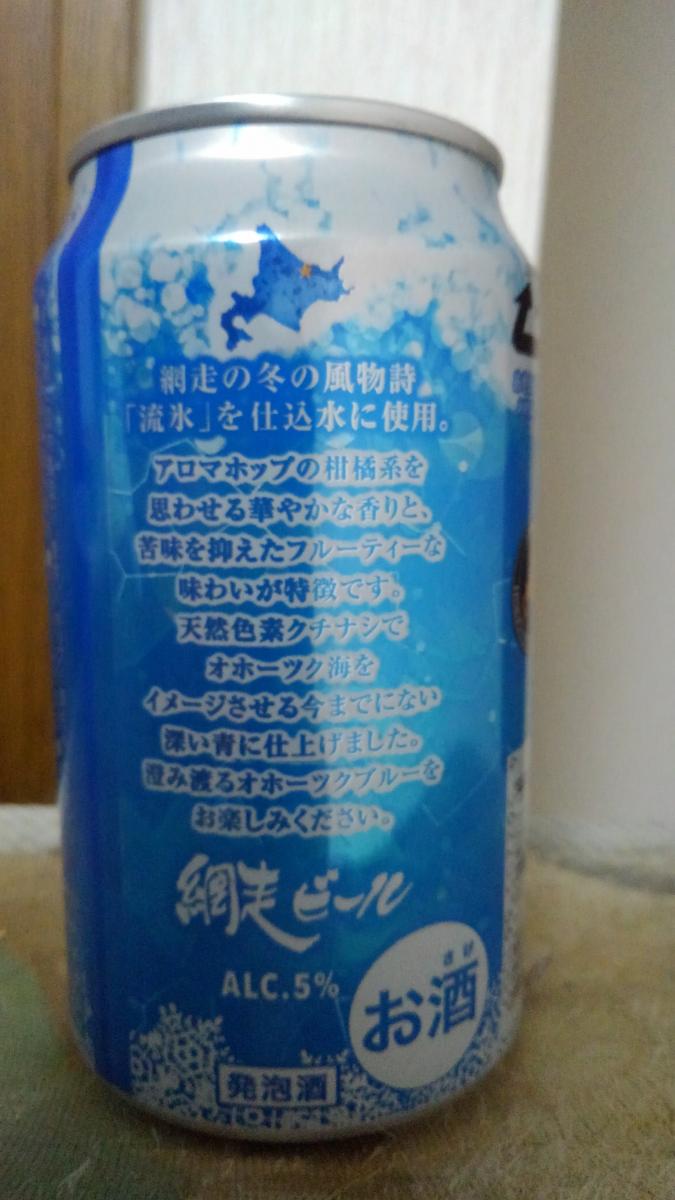 網走の冬の風物詩
「流氷」を仕込水に使用。
アロマホップの柑橘系を
思わせる華やかな香りと、
苦味を抑えたフルーティーな
味わいが特徴です。
天然色素クチナシで
オホーツク海を
イメージさせる今までにない
深い青に仕上げました。
澄み渡るオホーツクブルーを
お楽しみください。
網走ビール
ALC.5%
さけ
お酒
発泡酒